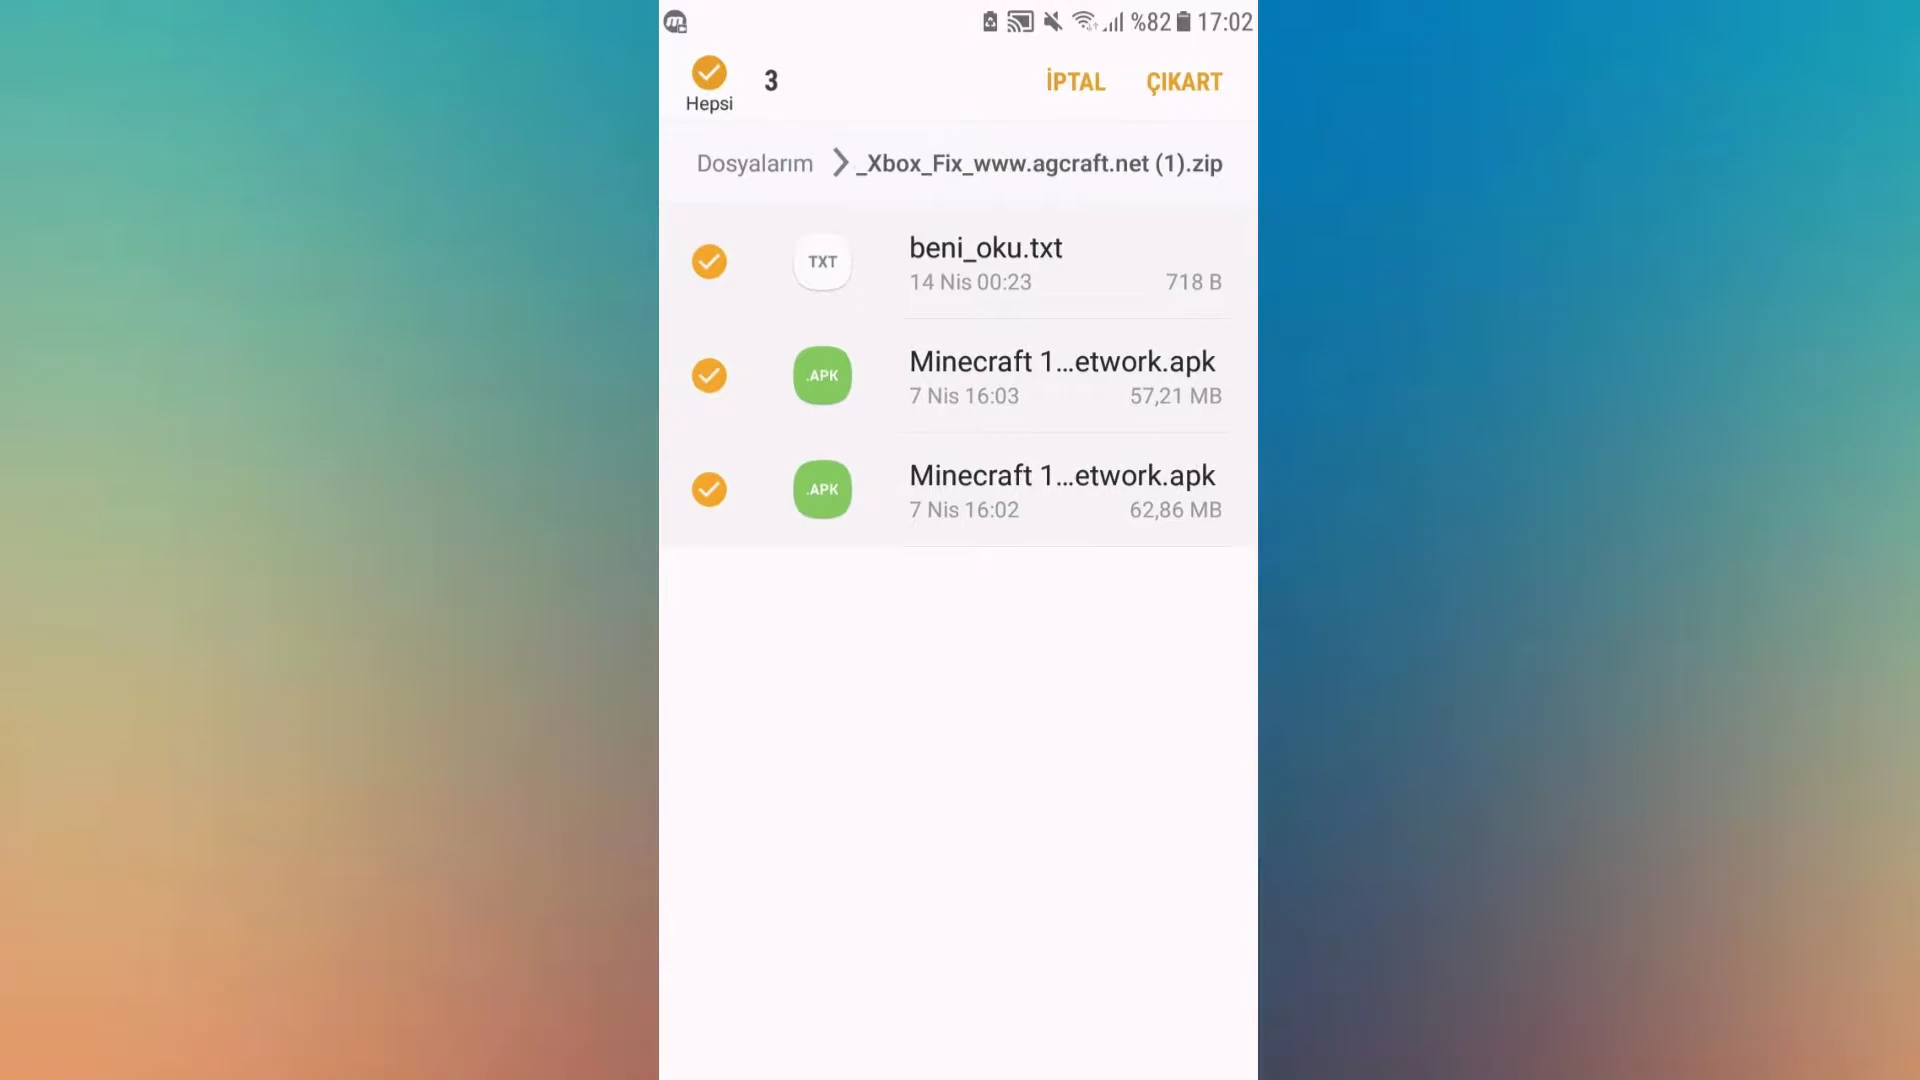 %82 17:02
Hepsi
3
İPTAL
ÇIKART
Dosyalarım
_Xbox_Fix_www.agcraft.net (1).zip
TXT
beni_oku.txt
14 Nis 00:23
718 B
.APK
Minecraft 1...etwork.apk
7 Nis 16:03
57,21 MB
.APK
Minecraft 1...etwork.apk
7 Nis 16:02
62,86 MB